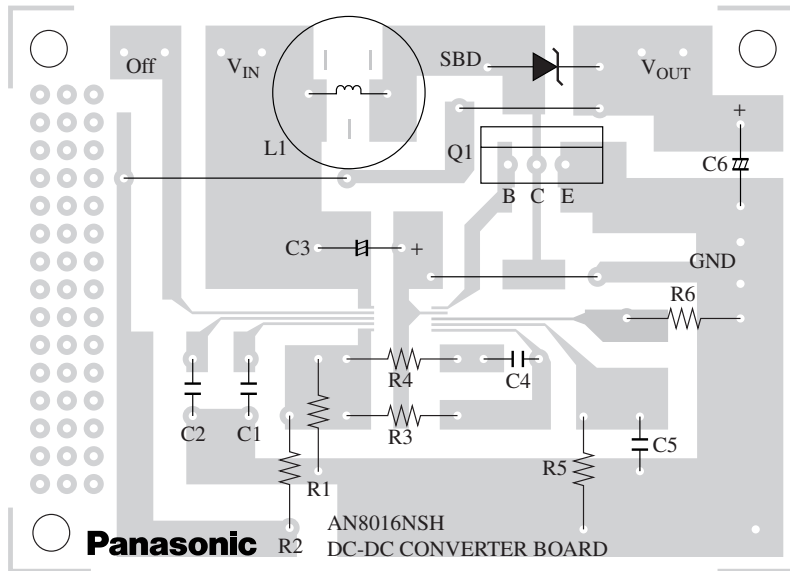 Off
VIN
SBD
VOUT
L1
Q1
+
C6
B C E
C3
+
GND
R6
R4
C4
C2
C1
R3
C5
R5
R1
Panasonic
R2
AN8016NSH
DC-DC CONVERTER BOARD